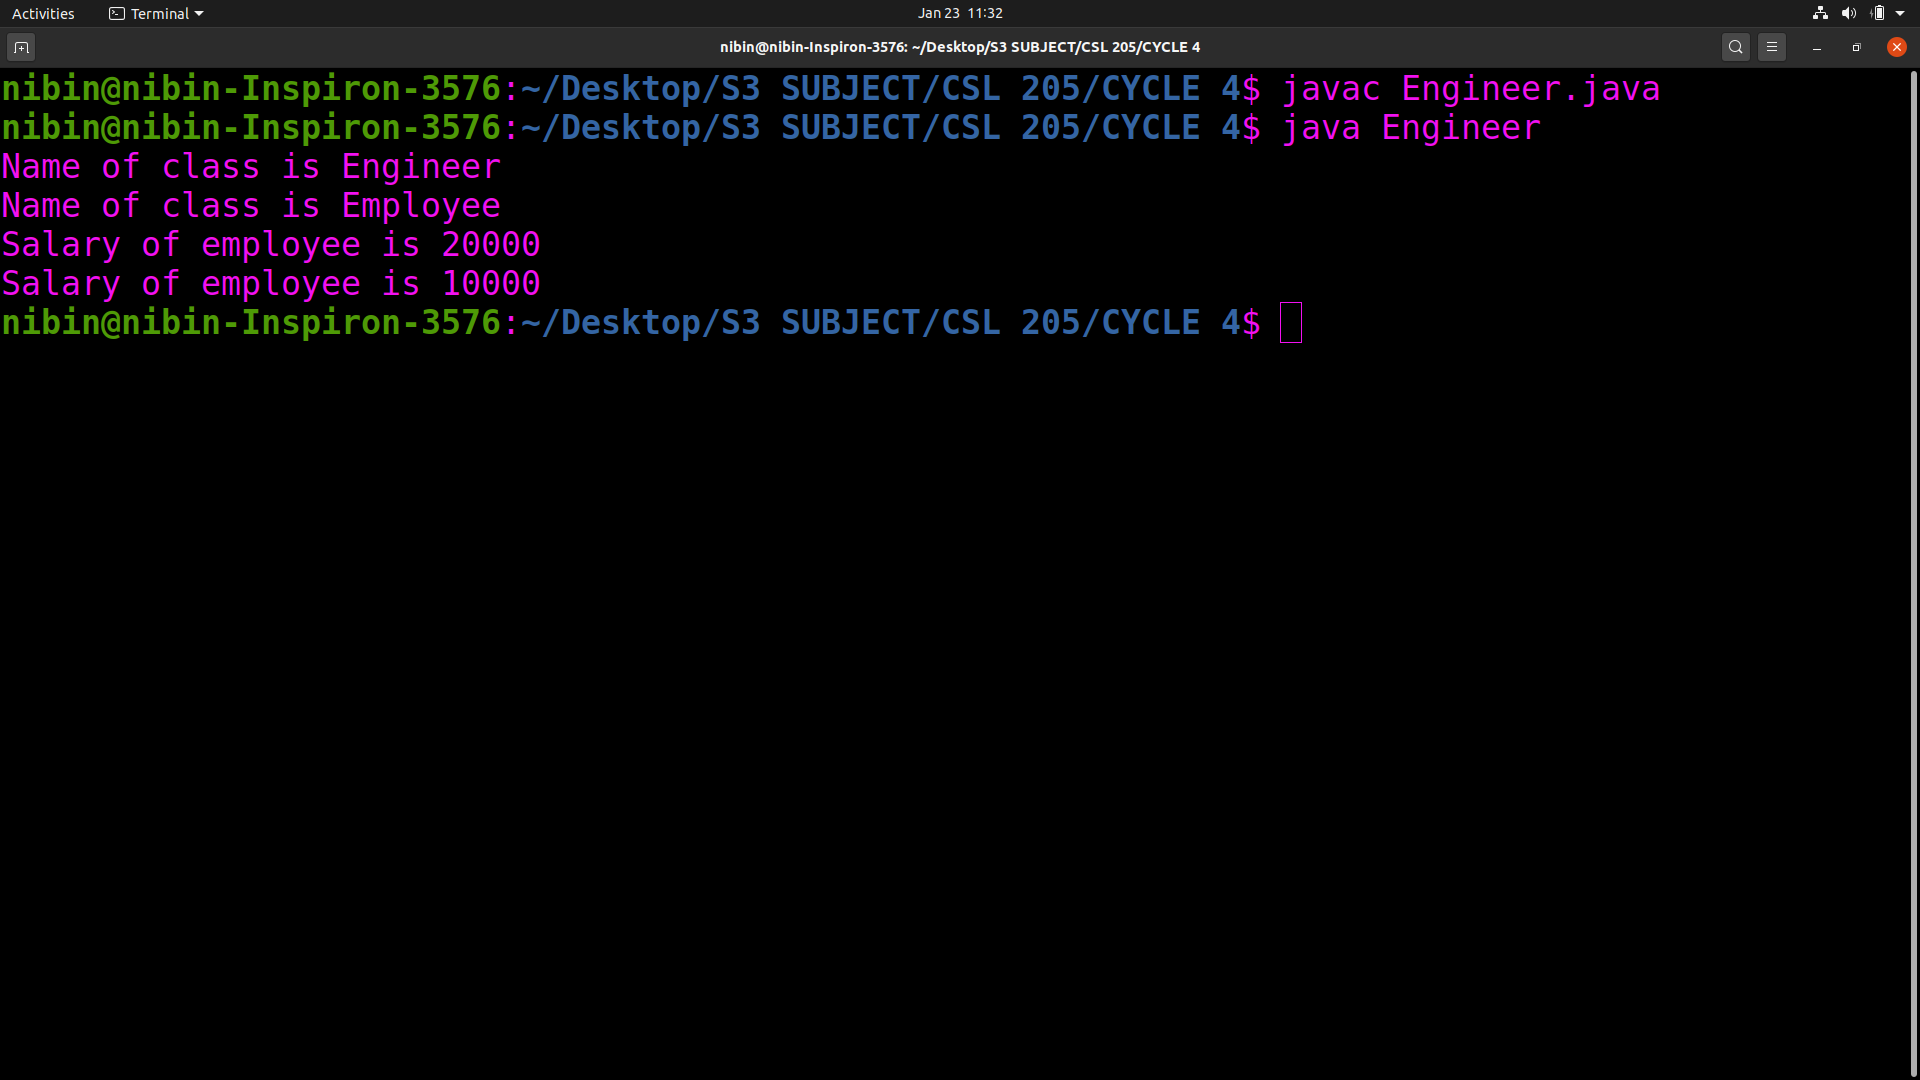 Activities Terminal Jan 23 11:32
nibin@nibin-Inspiron-3576: ~/Desktop/S3 SUBJECT/CSL 205/CYCLE 4
nibin@nibin-Inspiron-3576:~/Desktop/S3 SUBJECT/CSL 205/CYCLE 4$ javac Engineer.java
nibin@nibin-Inspiron-3576:~/Desktop/S3 SUBJECT/CSL 205/CYCLE 4$ java Engineer
Name of class is Engineer
Name of class is Employee
Salary of employee is 20000
Salary of employee is 10000
nibin@nibin-Inspiron-3576:~/Desktop/S3 SUBJECT/CSL 205/CYCLE 4$